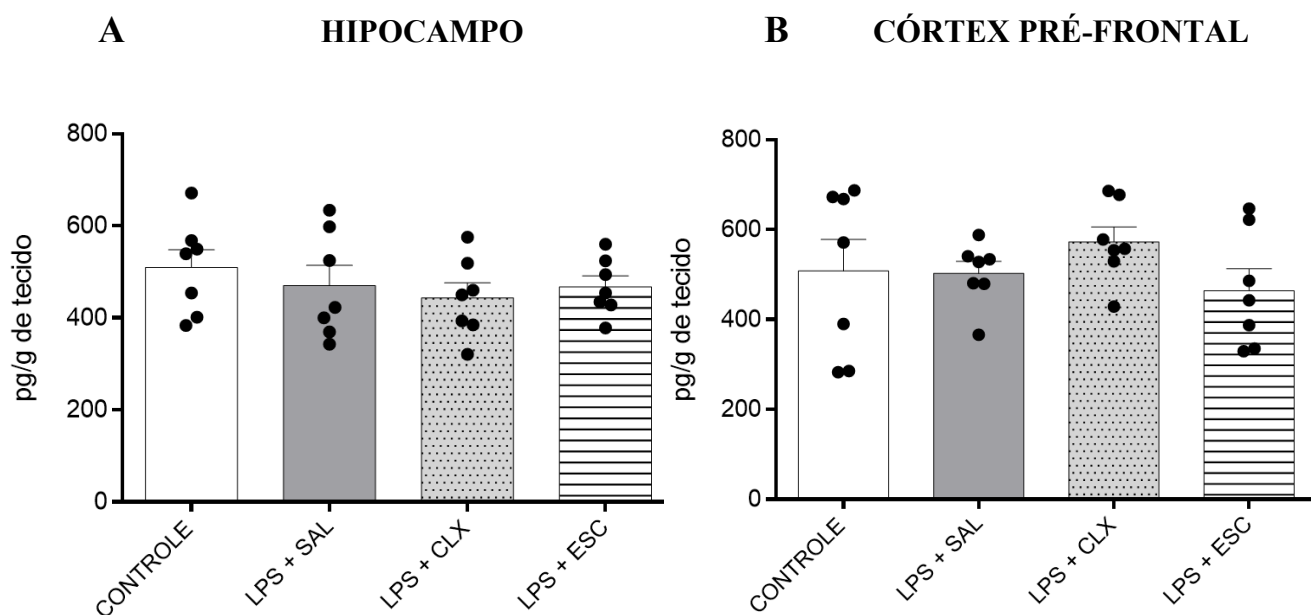 A HIPOCAMPO
800
600
400
200
0
pg/g de tecido
CONTROLE
LPS + SAL
LPS + CLX
LPS + ESC
B CÓRTEX PRÉ-FRONTAL
800
600
400
200
0
pg/g de tecido
CONTROLE
LPS + SAL
LPS + CLX
LPS + ESC